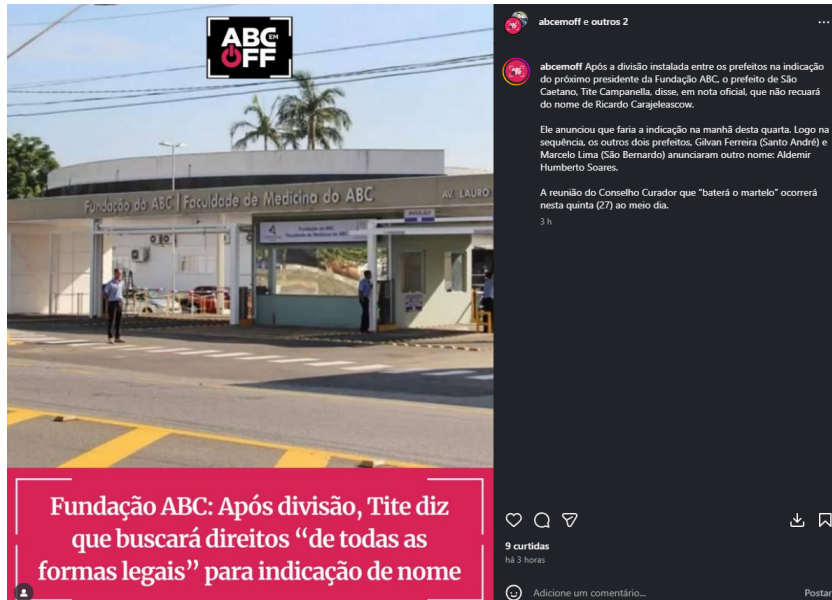 ABC EM
OFF
Fundação do ABC | Faculdade de Medicina do ABC
AV. LAURO
Fundação do ABC
Faculdade de Medicina do ABC
Fundação ABC: Após divisão, Tite diz
que buscará direitos “de todas as
formas legais” para indicação de nome
abcemoff e outros 2
abcemoff Após a divisão instalada entre os prefeitos na indicação
do próximo presidente da Fundação ABC, o prefeito de São
Caetano, Tite Campanella, disse, em nota oficial, que não recuará
do nome de Ricardo Carajeleascow.
Ele anunciou que faria a indicação na manhã desta quarta. Logo na
sequência, os outros dois prefeitos, Gilvan Ferreira (Santo André) e
Marcelo Lima (São Bernardo) anunciaram outro nome: Aldemir
Humberto Soares.
A reunião do Conselho Curador que “baterá o martelo” ocorrerá
nesta quinta (27) ao meio dia.
3 h
9 curtidas
há 3 horas
Adicione um comentário...
Postar